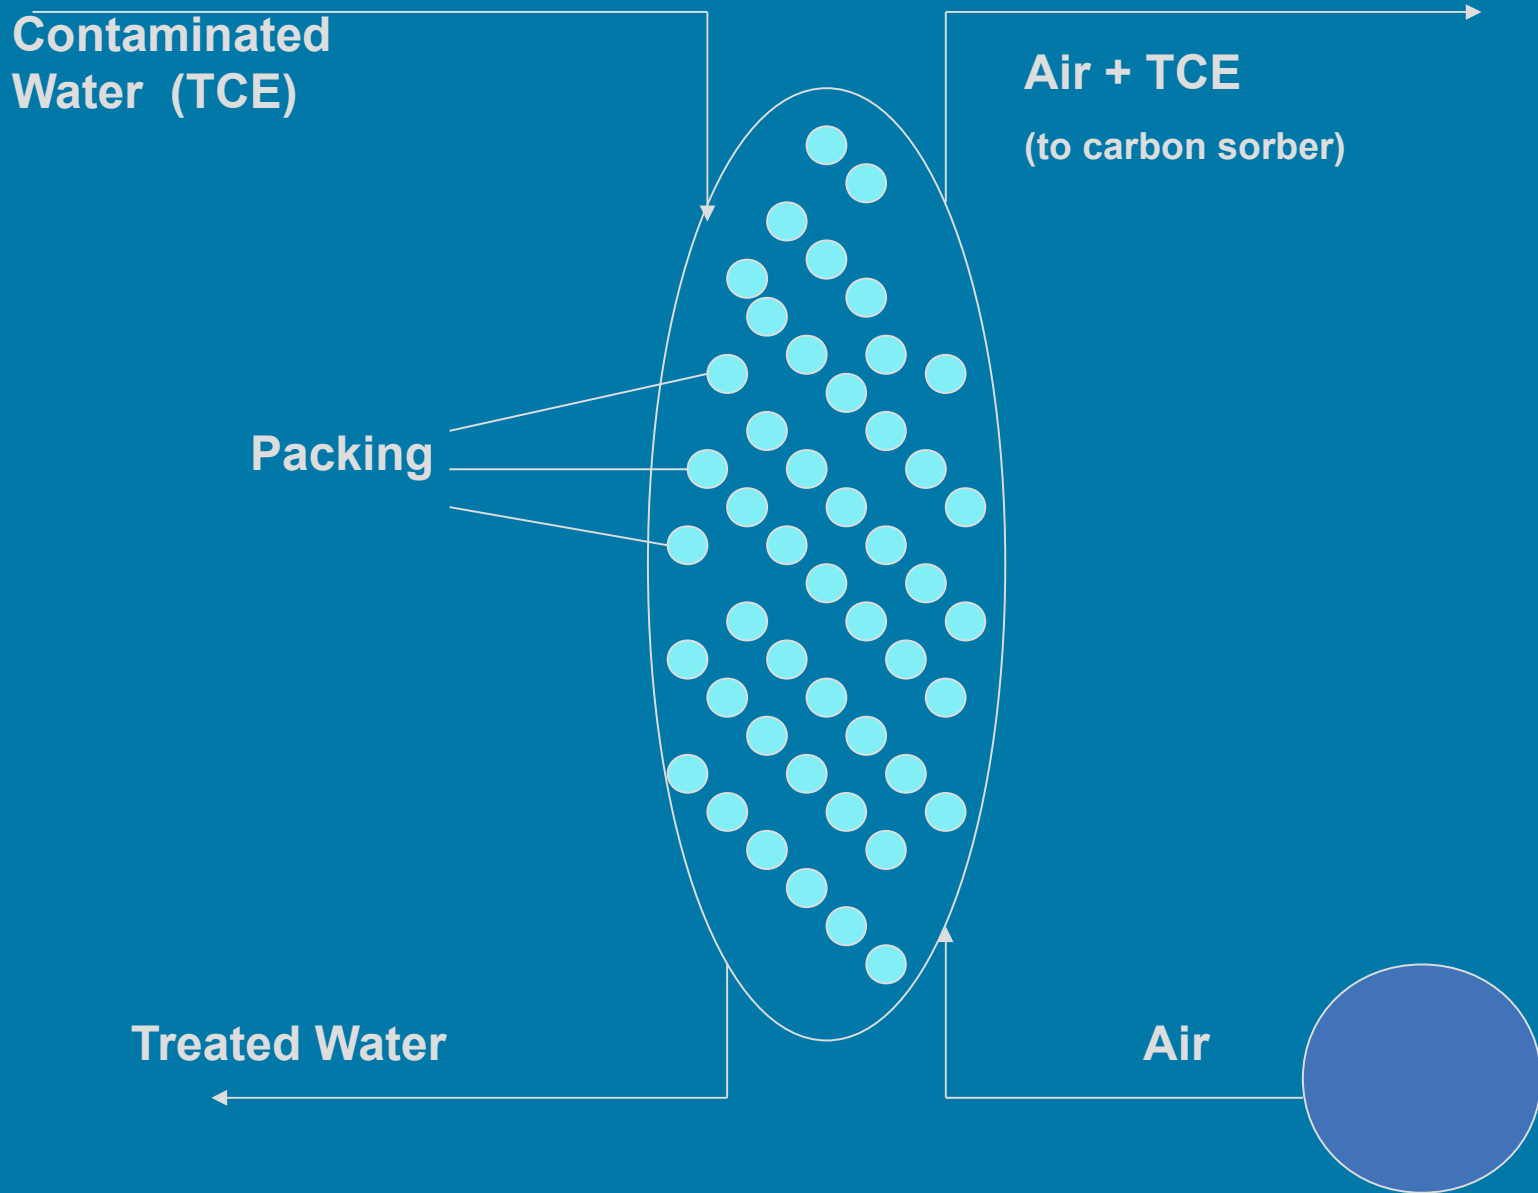 Contaminated
Water (TCE)
Air + TCE
(to carbon sorber)
Packing
Treated Water
Air